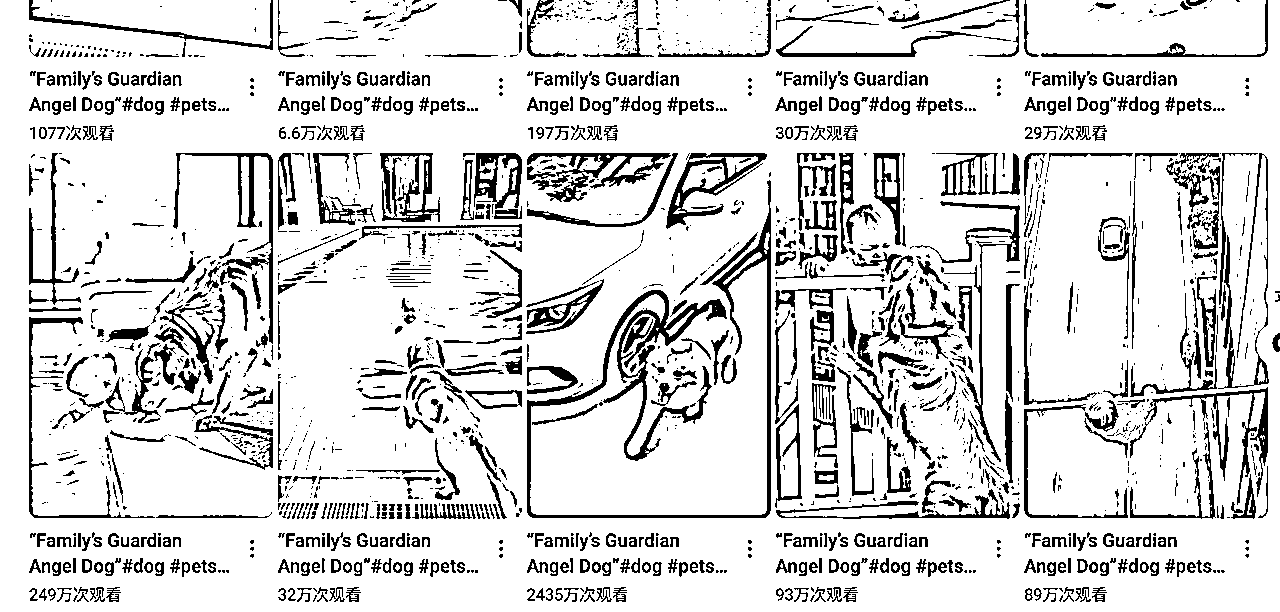 “Family's Guardian
Angel Dog”#dog #pets...
1077次观看
“Family's Guardian
Angel Dog”#dog #pets...
6.6万次观看
“Family's Guardian
Angel Dog”#dog #pets...
197万次观看
“Family's Guardian
Angel Dog”#dog #pets...
30万次观看
“Family's Guardian
Angel Dog”#dog #pets...
29万次观看
“Family's Guardian
Angel Dog”#dog #pets...
249万次观看
“Family's Guardian
Angel Dog”#dog #pets...
32万次观看
“Family's Guardian
Angel Dog”#dog #pets...
2435万次观看
“Family's Guardian
Angel Dog”#dog #pets...
93万次观看
“Family's Guardian
Angel Dog”#dog #pets...
89万次观看